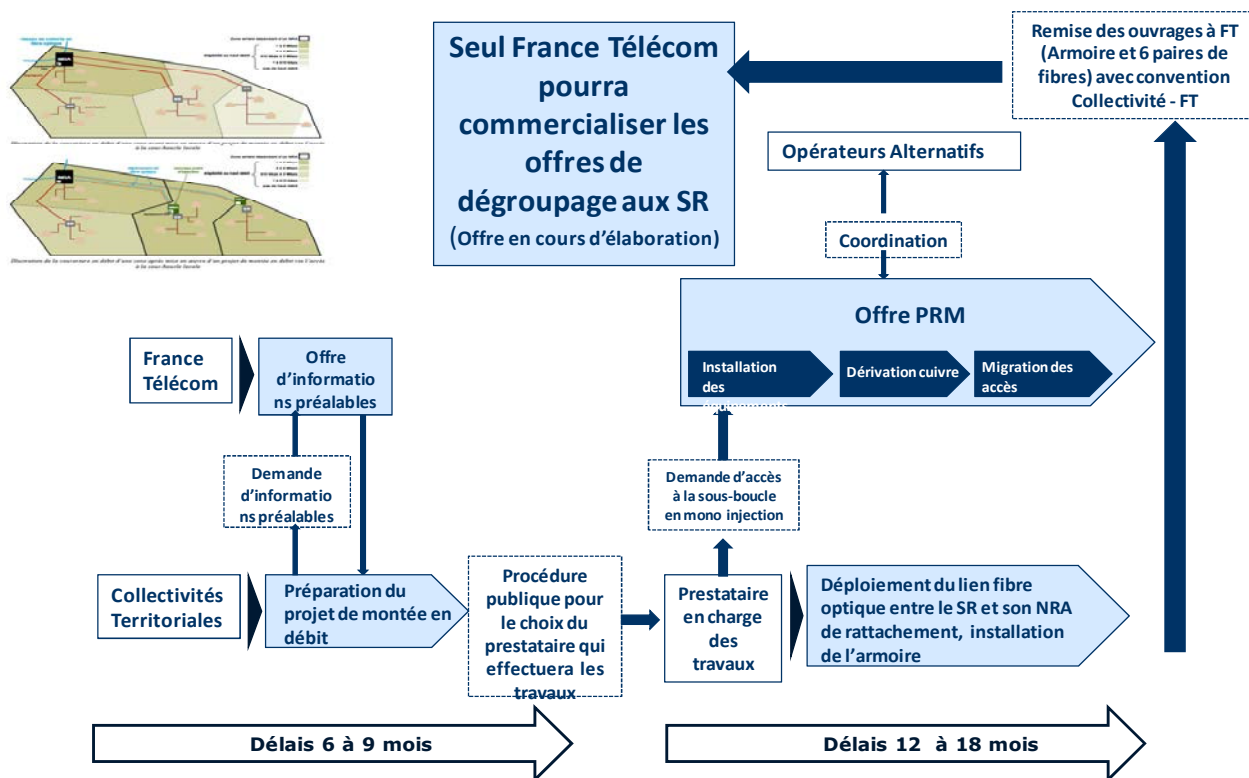 Seul France Télécom
pourra
commercialiser les
offres de
dégroupage aux SR
(Offre en cours d'élaboration)
Remise des ouvrages à FT
(Armoire et 6 paires de
fibres) avec convention
Collectivité - FT
Opérateurs Alternatifs
Coordination
Offre PRM
Installation
des
Dérivation cuivre
Migration des
accès
France
Télécom
Offre
d'informatio
ns préalables
Demande
d'informatio
ns préalables
Demande d'accès
à la sous-boucle
en mono injection
Collectivités
Territoriales
Préparation du
projet de montée en
débit
Procédure
publique pour
le choix du
prestataire qui
effectuera les
travaux
Prestataire
en charge
des
travaux
Déploiement du lien fibre
optique entre le SR et son NRA
de rattachement, installation
de l'armoire
Délais 6 à 9 mois
Délais 12 à 18 mois